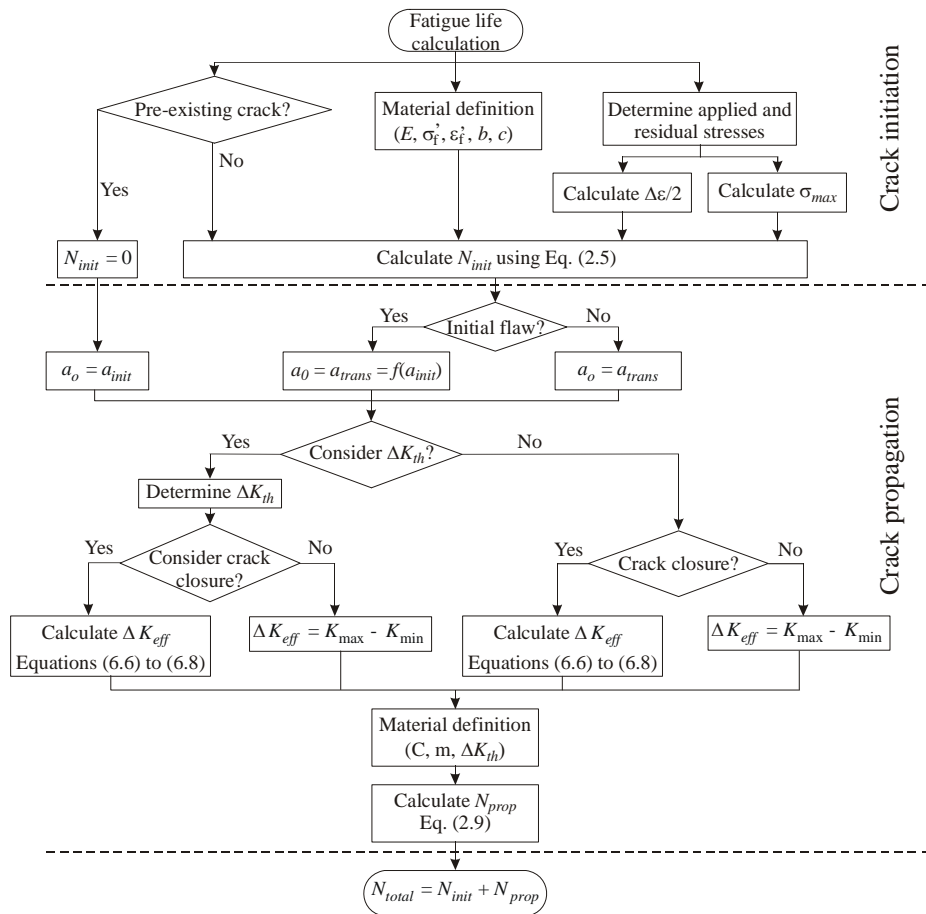 Fatigue life
calculation
Pre-existing crack?
Material definition
(E, σf', εf', b, c)
Determine applied and
residual stresses
Crack initiation
No
Yes
Calculate Δε/2
Calculate σmax
Ninit = 0
Calculate Ninit using Eq. (2.5)
Yes
Initial flaw?
No
ao = ainit
a0 = atrans = f(ainit)
ao = atrans
Crack propagation
Yes
Consider ΔKth?
No
Determine ΔKth
Yes
Consider crack
closure?
No
Yes
Crack closure?
No
Calculate Δ Keff
Equations (6.6) to (6.8)
Δ Keff = Kmax - Kmin
Calculate Δ Keff
Equations (6.6) to (6.8)
Δ Keff = Kmax - Kmin
Material definition
(C, m, ΔKth)
Calculate Nprop
Eq. (2.9)
Ntotal = Ninit + Nprop